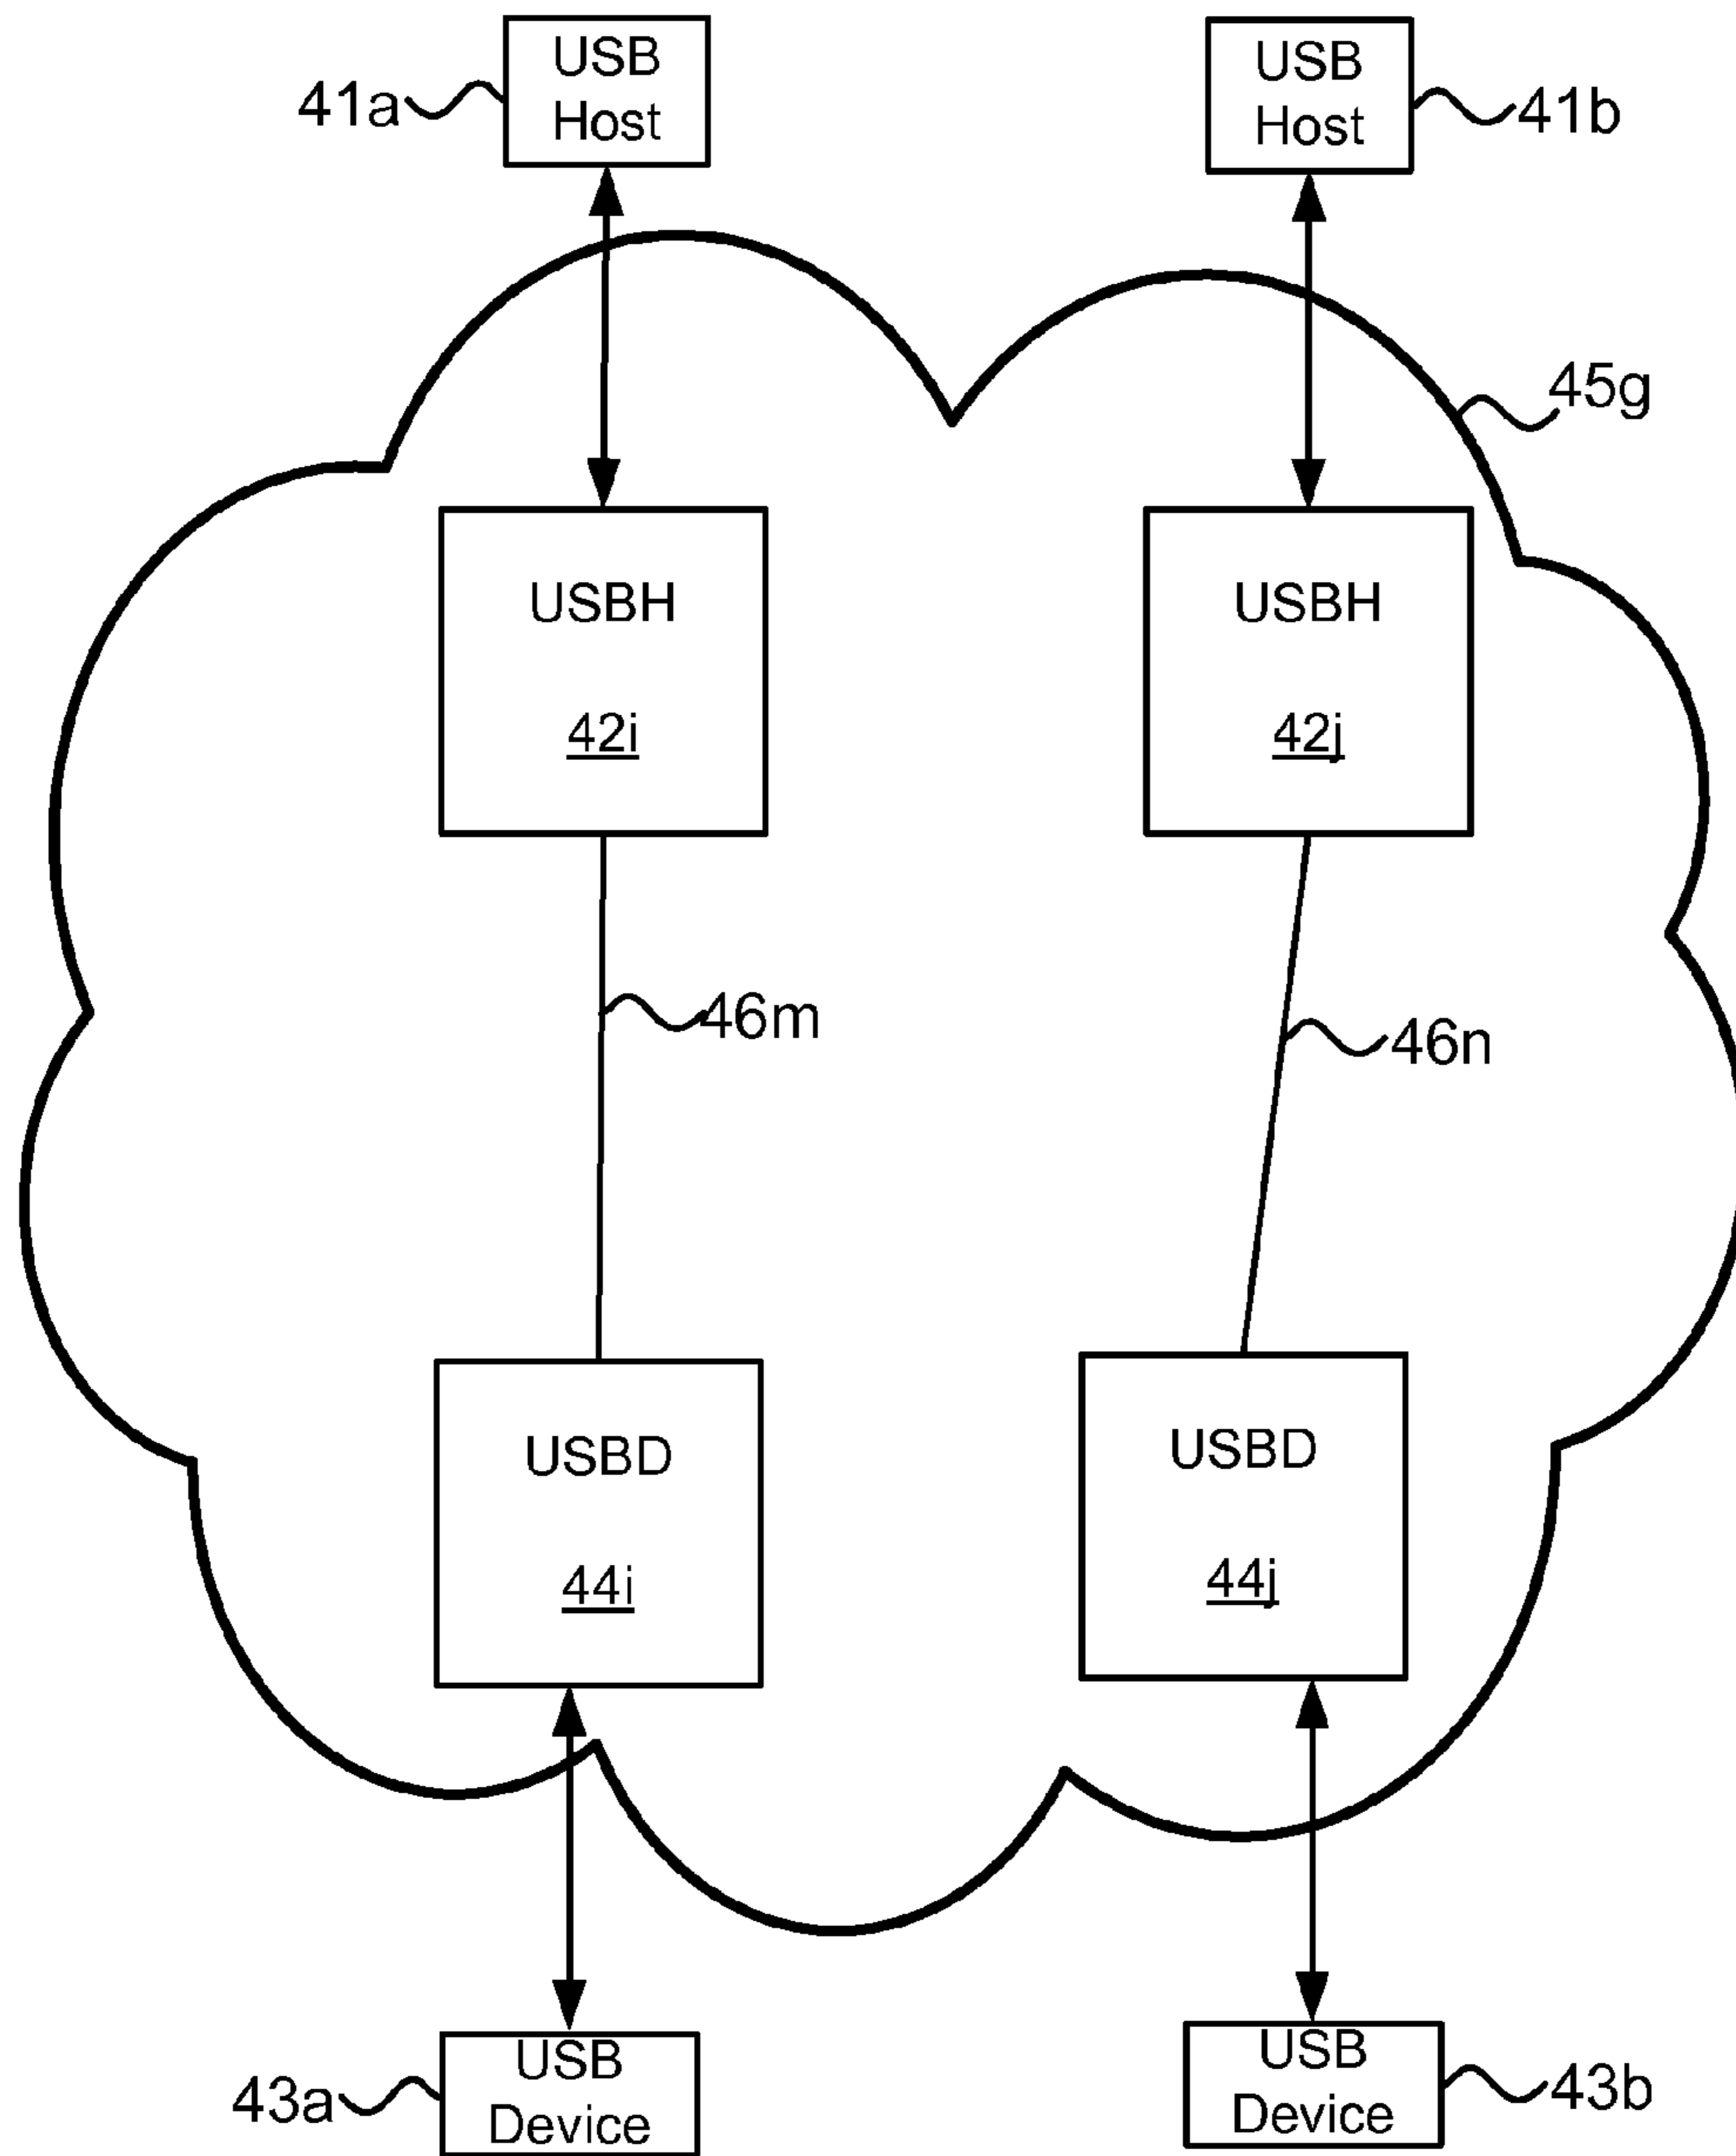 USB
Host
41a
USB
Host
41b
45g
USBH
42i
USBH
42j
46m
46n
USBD
44i
USBD
44j
USB
Device
43a
USB
Device
43b